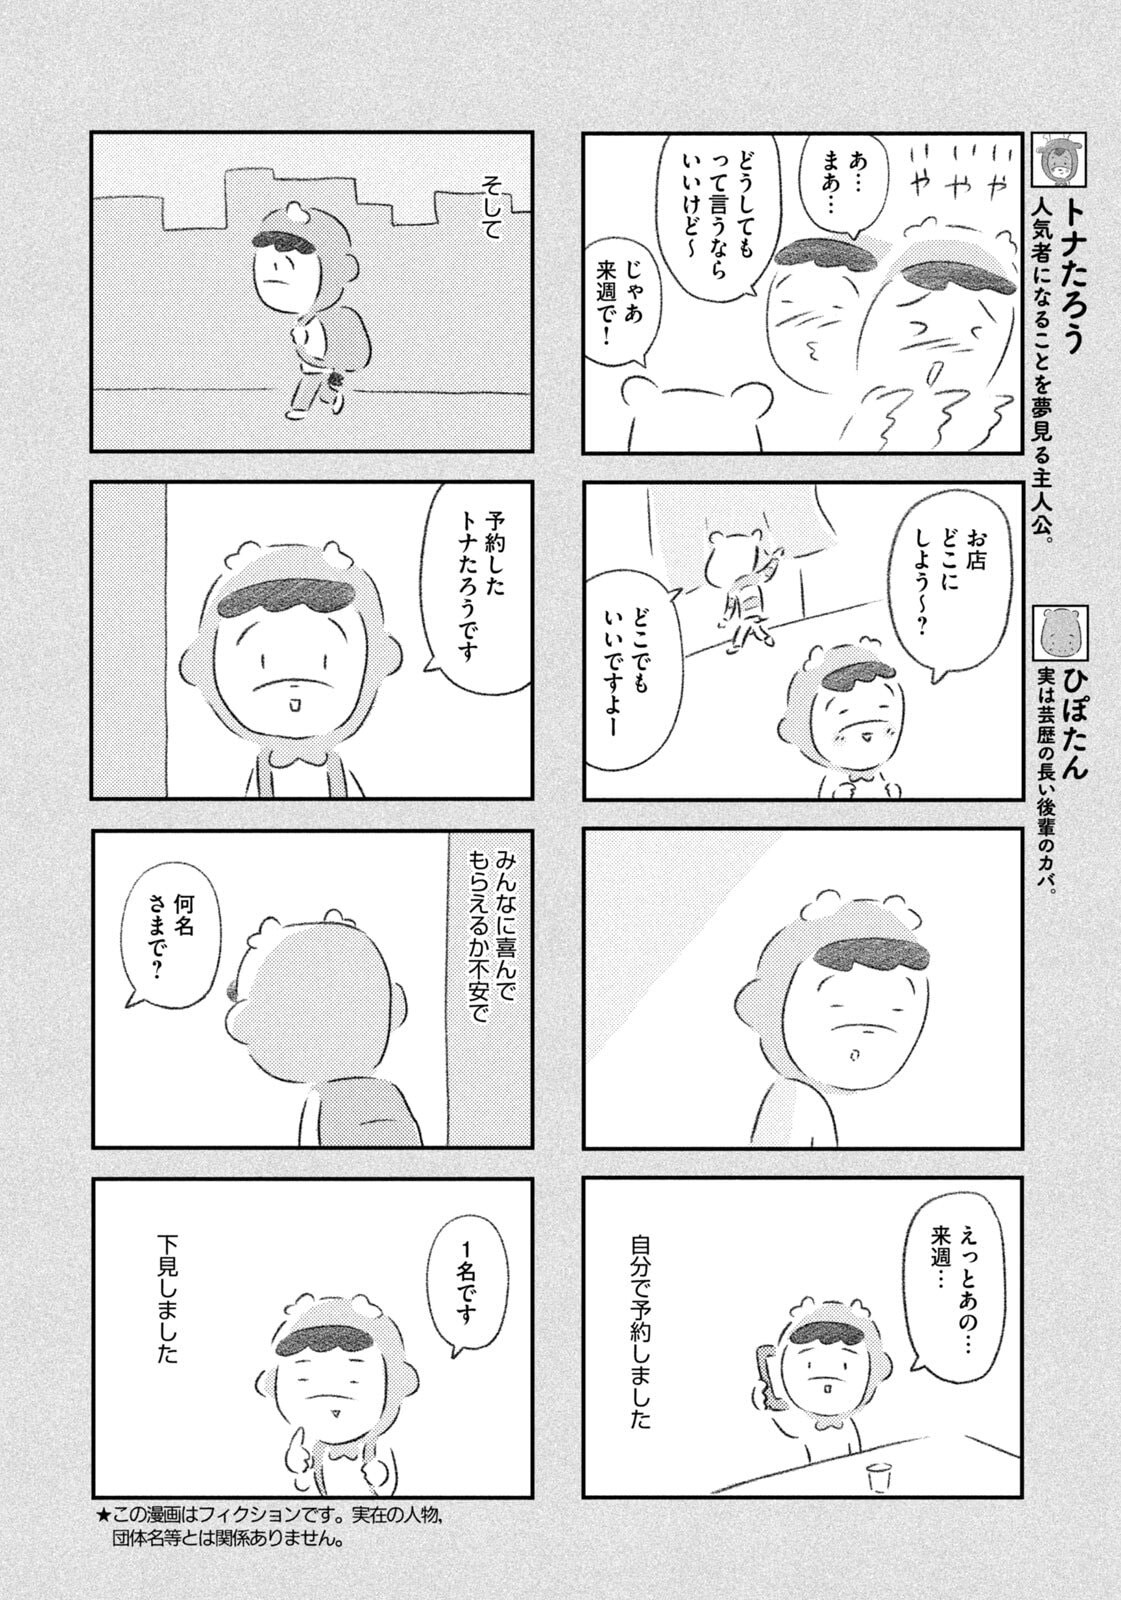 トナたろう
人気者になることを夢見る主人公。
ひぽたん
実は芸歴の長い後輩のカバ。
いや
いや
いや
あ…
まあ…
どうしても
って言うなら
いいけど〜
じゃあ
来週で！
お店
どこに
しよう〜？
どこでも
いいですよー
えっとあの…
来週…
自分で予約しました
そして
予約した
トナたろうです
みんなに喜んで
もらえるか不安で
何名
さまで？
1名です
下見しました
★この漫画はフィクションです。実在の人物,
団体名等とは関係ありません。